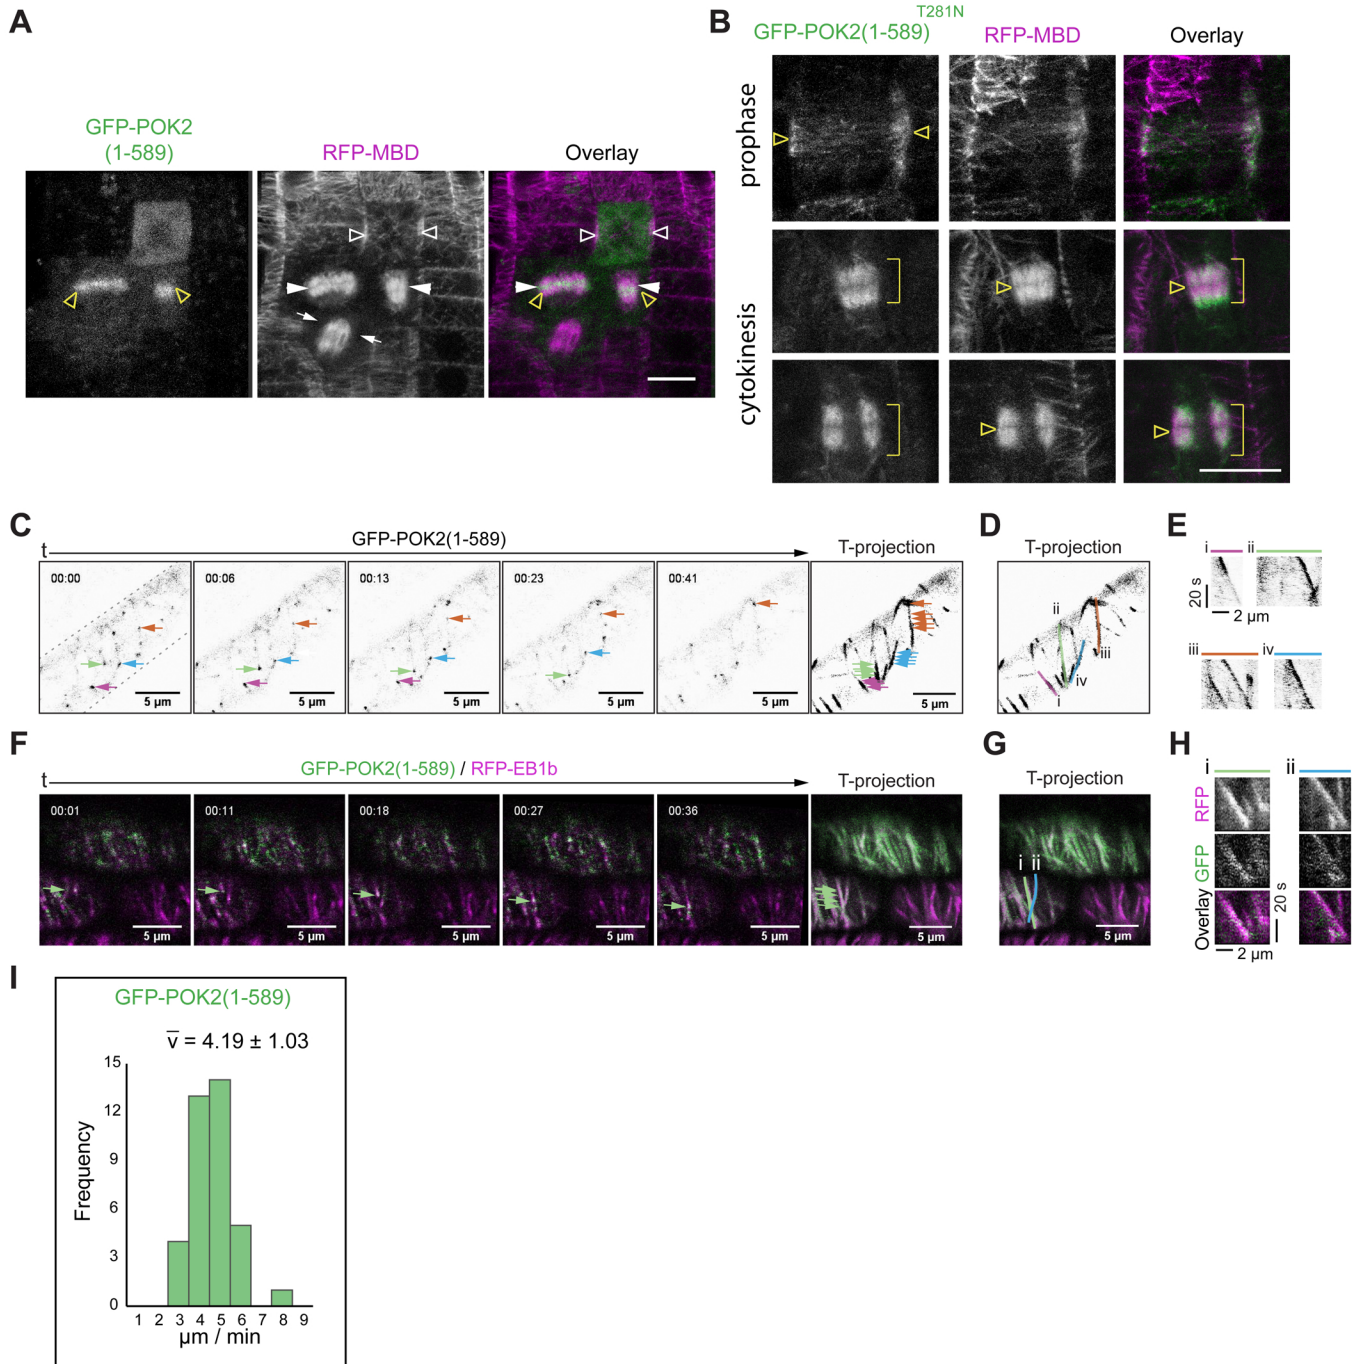 A
GFP-POK2
(1-589)
RFP-MBD
Overlay
B
GFP-POK2(1-589)T281N
RFP-MBD
Overlay
prophase
cytokinesis
C
t
GFP-POK2(1-589)
T-projection
00:00
00:06
00:13
00:23
00:41
5 µm
5 µm
5 µm
5 µm
5 µm
5 µm
D
T-projection
ii
iii
iv
i
E
i
ii
20 s
2 µm
iii
iv
F
t
GFP-POK2(1-589) / RFP-EB1b
T-projection
00:01
00:11
00:18
00:27
00:36
5 µm
5 µm
5 µm
5 µm
5 µm
5 µm
G
T-projection
i
ii
5 µm
H
i
ii
RFP
GFP
Overlay
20 s
2 µm
I
GFP-POK2(1-589)
v̅ = 4.19 ± 1.03
Frequency
15
12
9
6
3
0
1 2 3 4 5 6 7 8 9
µm / min